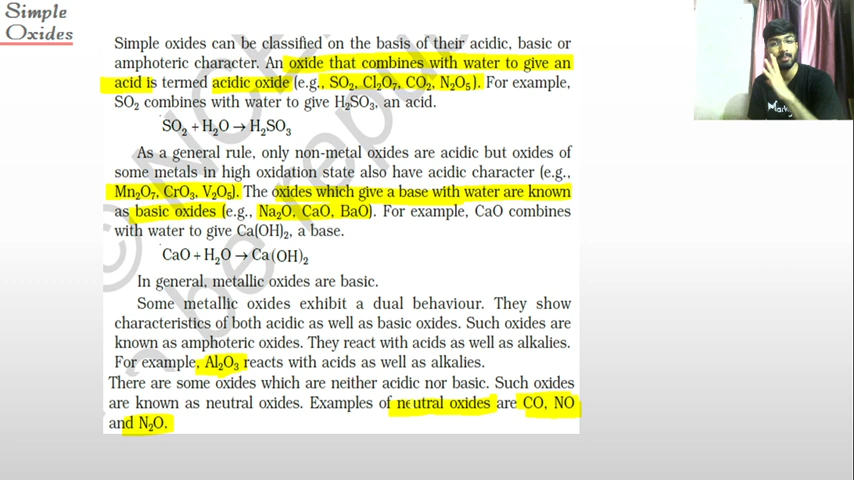 Simple
Oxides
Simple oxides can be classified on the basis of their acidic, basic or
amphoteric character. An oxide that combines with water to give an
acid is termed acidic oxide (e.g., SO₂, Cl₂O₇, CO₂, N₂O₅). For example,
SO₂ combines with water to give H₂SO₃, an acid.
SO₂ + H₂O → H₂SO₃
As a general rule, only non-metal oxides are acidic but oxides of
some metals in high oxidation state also have acidic character (e.g.,
Mn₂O₇, CrO₃, V₂O₅). The oxides which give a base with water are known
as basic oxides (e.g., Na₂O, CaO, BaO). For example, CaO combines
with water to give Ca(OH)₂, a base.
CaO + H₂O → Ca(OH)₂
In general, metallic oxides are basic.
Some metallic oxides exhibit a dual behaviour. They show
characteristics of both acidic as well as basic oxides. Such oxides are
known as amphoteric oxides. They react with acids as well as alkalies.
For example, Al₂O₃ reacts with acids as well as alkalies.
There are some oxides which are neither acidic nor basic. Such oxides
are known as neutral oxides. Examples of neutral oxides are CO, NO
and N₂O.